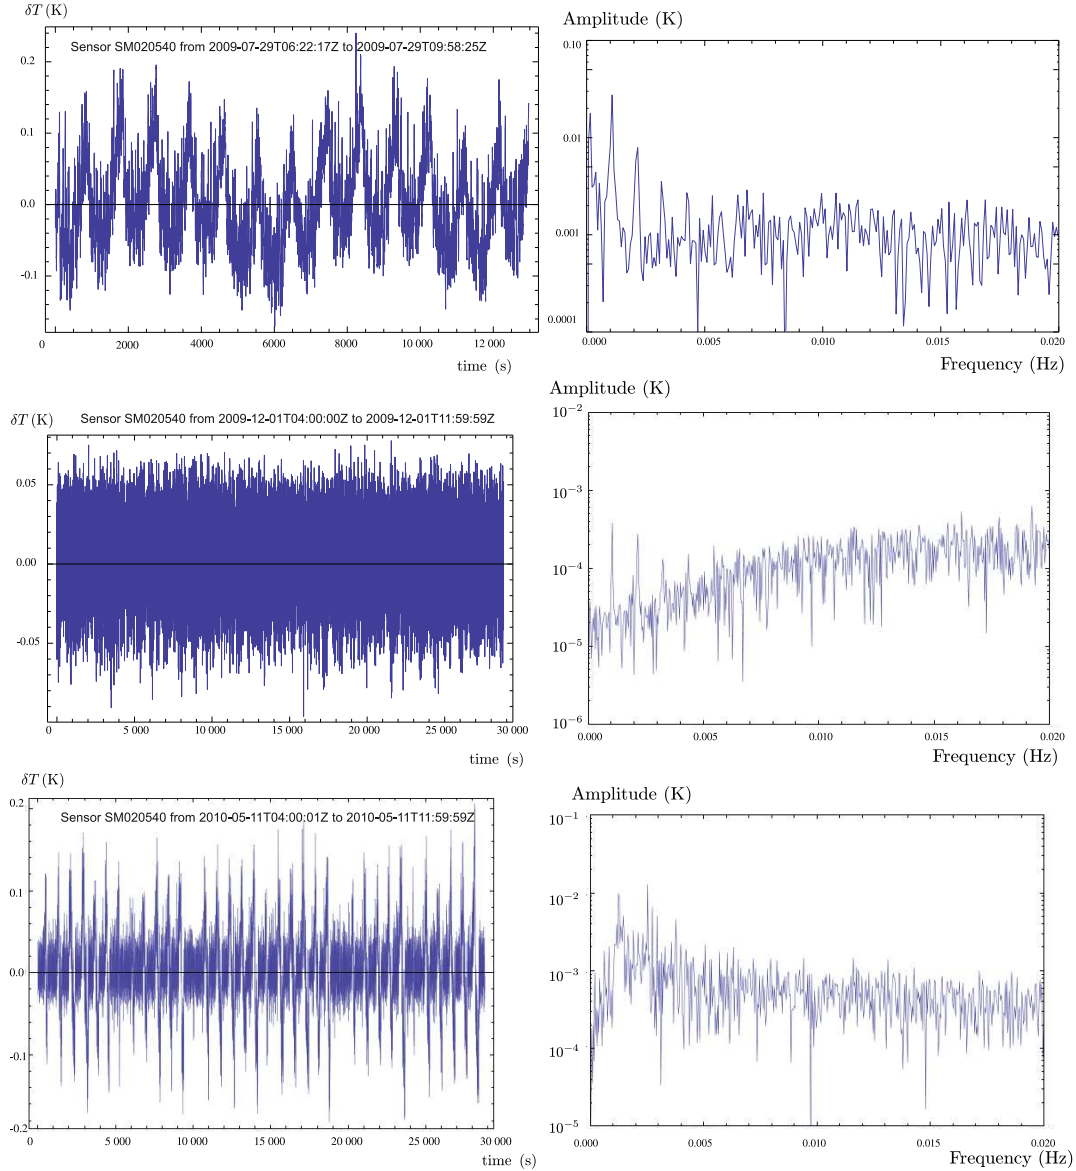 δT (K)
Sensor SM020540 from 2009-07-29T06:22:17Z to 2009-07-29T09:58:25Z
0.2
0.1
0.0
-0.1
0 2000 4000 6000 8000 10 000 12 000
time (s)
Amplitude (K)
0.10
0.01
0.001
0.0001
0.000 0.005 0.010 0.015 0.020
Frequency (Hz)
δT (K)
Sensor SM020540 from 2009-12-01T04:00:00Z to 2009-12-01T11:59:59Z
0.05
0.00
-0.05
0 5 000 10 000 15 000 20 000 25 000 30 000
time (s)
Amplitude (K)
10⁻²
10⁻³
10⁻⁴
10⁻⁵
10⁻⁶
0.000 0.005 0.010 0.015 0.020
Frequency (Hz)
δT (K)
Sensor SM020540 from 2010-05-11T04:00:01Z to 2010-05-11T11:59:59Z
0.2
0.1
0.0
-0.1
-0.2
0 5 000 10 000 15 000 20 000 25 000 30 000
time (s)
Amplitude (K)
10⁻¹
10⁻²
10⁻³
10⁻⁴
10⁻⁵
0.000 0.005 0.010 0.015 0.020
Frequency (Hz)